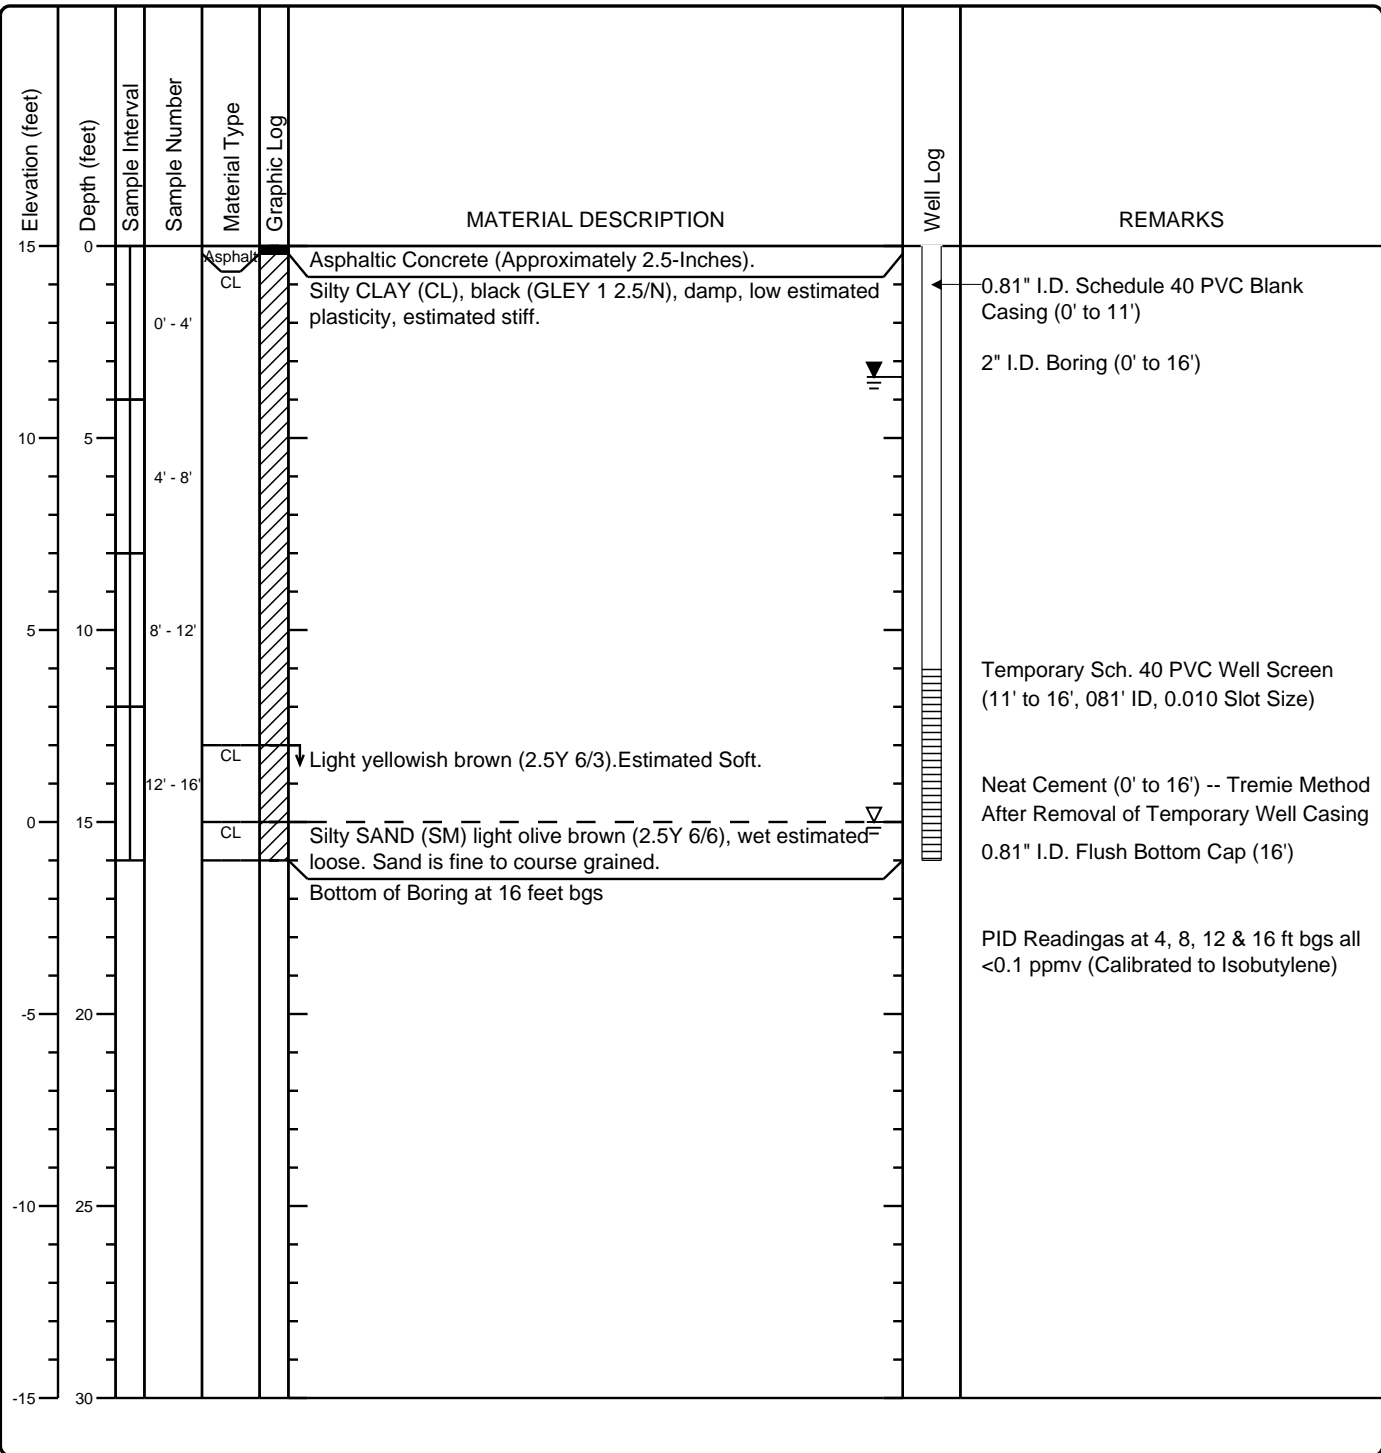 Elevation (feet)
Depth (feet)
Sample Interval
Sample Number
Material Type
Graphic Log
MATERIAL DESCRIPTION
Well Log
REMARKS
15
0
Asphalt
Asphaltic Concrete (Approximately 2.5-Inches).
CL
Silty CLAY (CL), black (GLEY 1 2.5/N), damp, low estimated
plasticity, estimated stiff.
0.81" I.D. Schedule 40 PVC Blank
Casing (0' to 11')
0' - 4'
2" I.D. Boring (0' to 16')
10
5
4' - 8'
5
10
8' - 12'
Temporary Sch. 40 PVC Well Screen
(11' to 16', 081' ID, 0.010 Slot Size)
CL
Light yellowish brown (2.5Y 6/3).Estimated Soft.
12' - 16'
Neat Cement (0' to 16') -- Tremie Method
After Removal of Temporary Well Casing
0
15
CL
Silty SAND (SM) light olive brown (2.5Y 6/6), wet estimated
loose. Sand is fine to course grained.
0.81" I.D. Flush Bottom Cap (16')
Bottom of Boring at 16 feet bgs
PID Readingas at 4, 8, 12 & 16 ft bgs all
<0.1 ppmv (Calibrated to Isobutylene)
-5
20
-10
25
-15
30